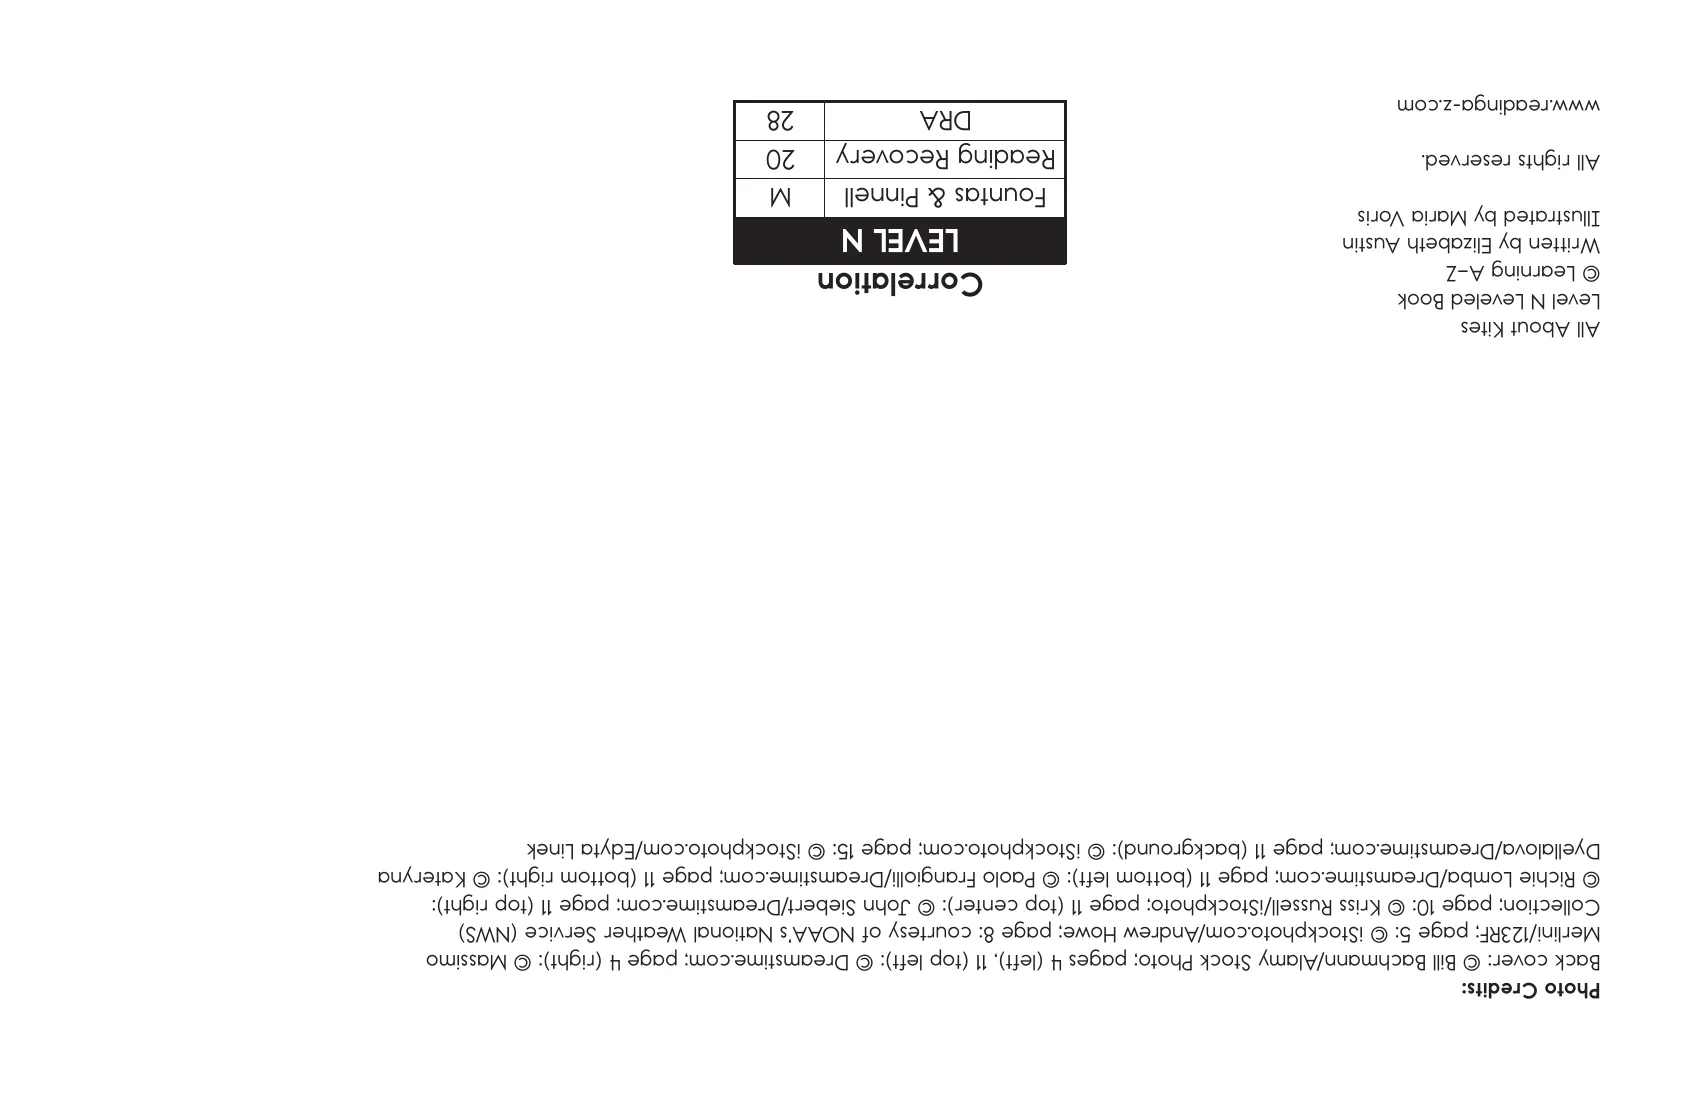 Photo Credits:
Back cover: © Bill Bachmann/Alamy Stock Photo; pages 4 (left), 11 (top left): © Dreamstime.com; page 4 (right): © Massimo
Merlini/123RF; page 5: © iStockphoto.com/Andrew Howe; page 8: courtesy of NOAA's National Weather Service (NWS)
Collection; page 10: © Kriss Russell/iStockphoto; page 11 (top center): © John Siebert/Dreamstime.com; page 11 (top right):
© Richie Lomba/Dreamstime.com; page 11 (bottom left): © Paolo Frangiolli/Dreamstime.com; page 11 (bottom right): © Kateryna
Dyellalova/Dreamstime.com; page 11 (background): © iStockphoto.com; page 15: © iStockphoto.com/Edyta Linek
All About Kites
Level N Leveled Book
© Learning A–Z
Written by Elizabeth Austin
Illustrated by Maria Voris
All rights reserved.
www.readinga-z.com
Correlation
LEVEL N
Fountas & Pinnell M
Reading Recovery 20
DRA 28